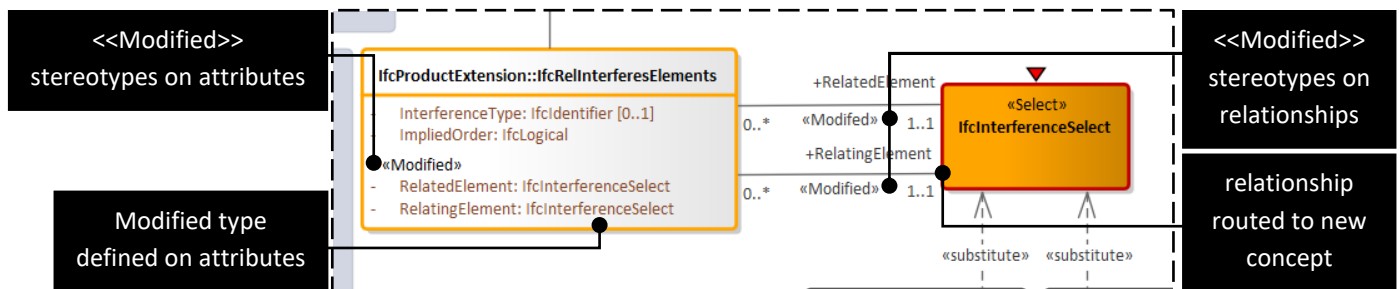 <<Modified>>
stereotypes on attributes
Modified type
defined on attributes
IfcProductExtension::IfcRelInterferesElements
- InterferenceType: IfcIdentifier [0..1]
- ImpliedOrder: IfcLogical
«Modified»
- RelatedElement: IfcInterferenceSelect
- RelatingElement: IfcInterferenceSelect
+RelatedElement
0..* «Modifed» 1..1
+RelatingElement
0..* «Modified» 1..1
«Select»
IfcInterferenceSelect
«substitute» «substitute»
<<Modified>>
stereotypes on
relationships
relationship
routed to new
concept